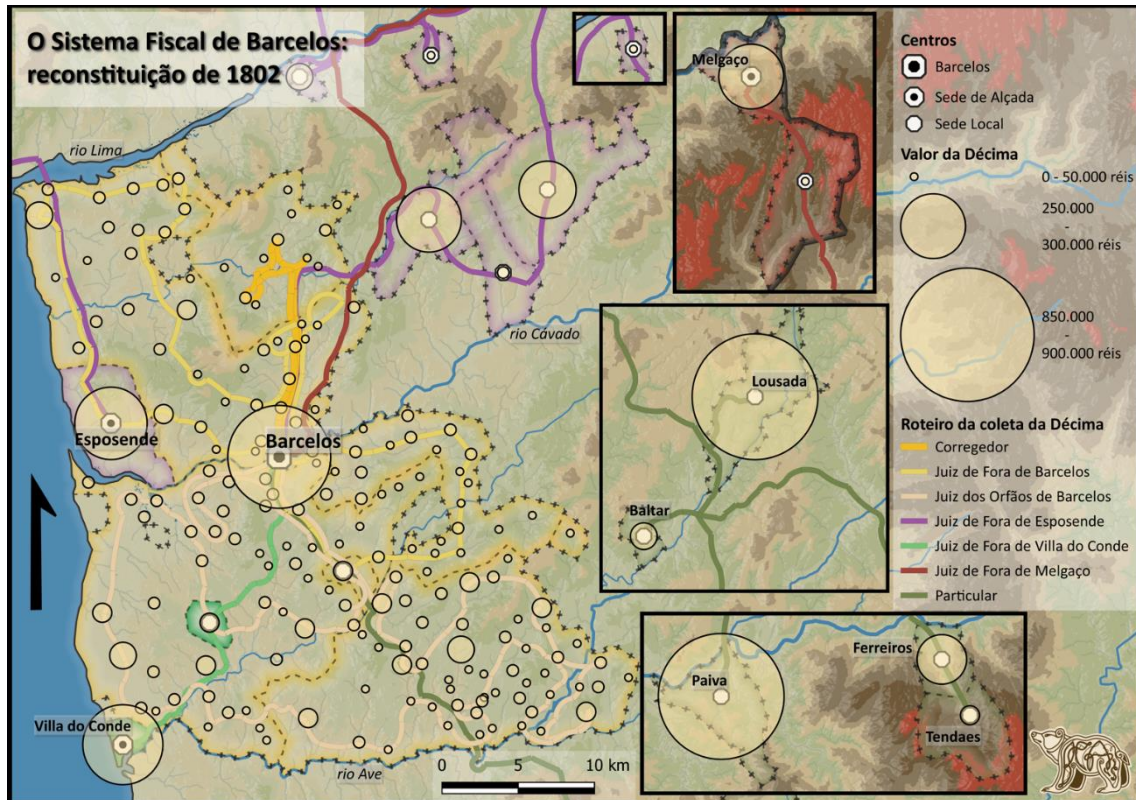 O Sistema Fiscal de Barcelos:
reconstituição de 1802
rio Lima
rio Cávado
Esposende
Barcelos
Villa do Conde
rio Ave
0 5 10 km
Melgaço
Lousada
Baltar
Paiva
Ferreiros
Tendaes
Centros
Barcelos
Sede de Alçada
Sede Local
Valor da Décima
0 - 50.000 réis
250.000
-
300.000 réis
850.000
-
900.000 réis
Roteiro da coleta da Décima
Corregedor
Juiz de Fora de Barcelos
Juiz dos Orfãos de Barcelos
Juiz de Fora de Esposende
Juiz de Fora de Villa do Conde
Juiz de Fora de Melgaço
Particular